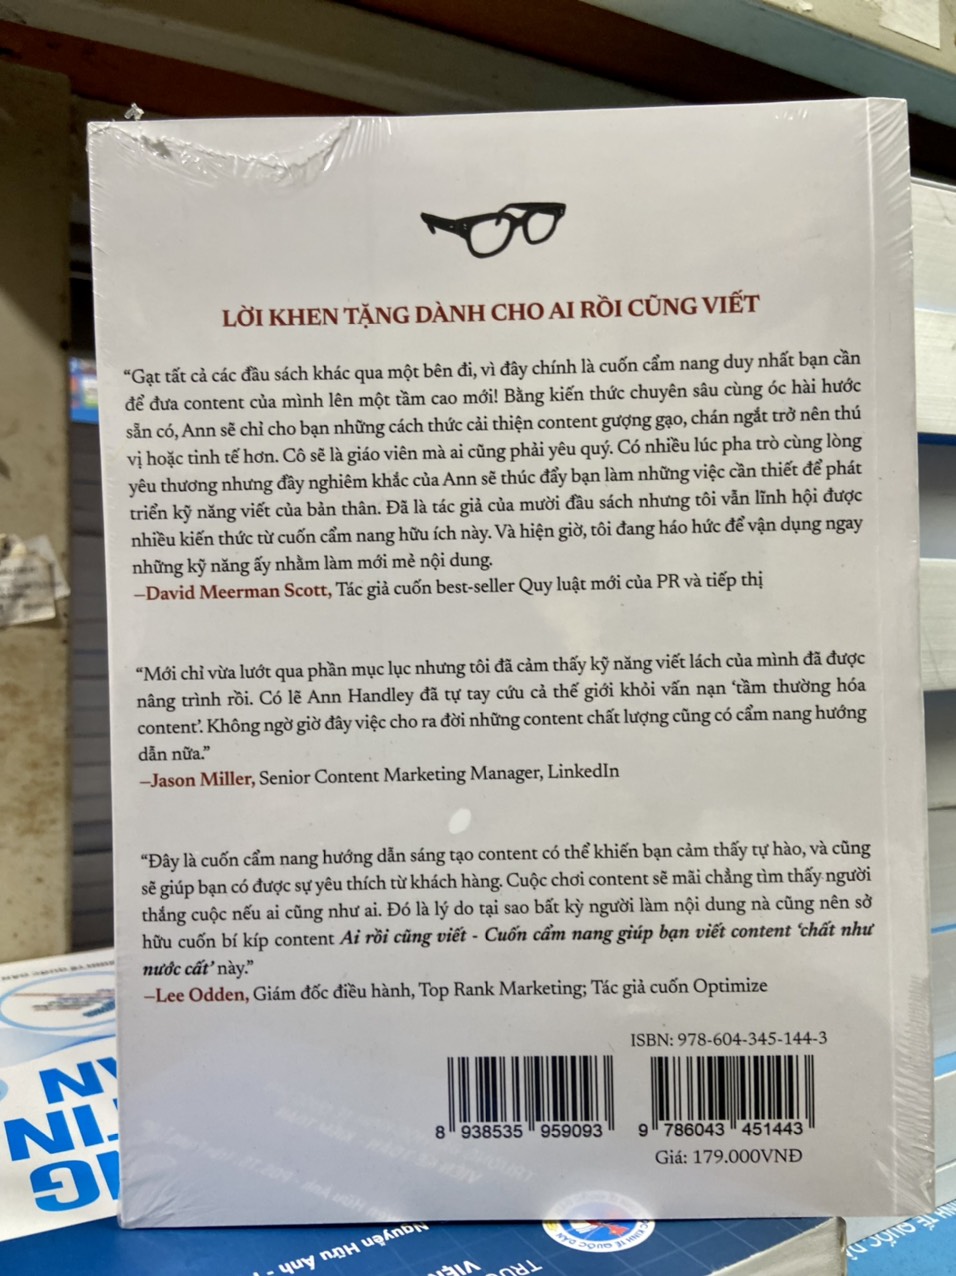 LỜI KHEN TẶNG DÀNH CHO AI RỒI CŨNG VIẾT
“Gạt tất cả các đầu sách khác qua một bên đi, vì đây chính là cuốn cẩm nang duy nhất bạn cần
để đưa content của mình lên một tầm cao mới! Bằng kiến thức chuyên sâu cùng óc hài hước
sẵn có, Ann sẽ chỉ cho bạn những cách thức cải thiện content gượng gạo, chán ngắt trở nên thú
vị hoặc tinh tế hơn. Cô sẽ là giáo viên mà ai cũng phải yêu quý. Có nhiều lúc pha trò cùng lòng
yêu thương nhưng đầy nghiêm khắc của Ann sẽ thúc đẩy bạn làm những việc cần thiết để phát
triển kỹ năng viết của bản thân. Đã là tác giả của mười đầu sách nhưng tôi vẫn lĩnh hội được
nhiều kiến thức từ cuốn cẩm nang hữu ích này. Và hiện giờ, tôi đang háo hức để vận dụng ngay
những kỹ năng ấy nhằm làm mới mẻ nội dung.
—David Meerman Scott, Tác giả cuốn best-seller Quy luật mới của PR và tiếp thị
“Mới chỉ vừa lướt qua phần mục lục nhưng tôi đã cảm thấy kỹ năng viết lách của mình đã được
nâng trình rồi. Có lẽ Ann Handley đã tự tay cứu cả thế giới khỏi vấn nạn ‘tầm thường hóa
content’. Không ngờ giờ đây việc cho ra đời những content chất lượng cũng có cẩm nang hướng
dẫn nữa.”
—Jason Miller, Senior Content Marketing Manager, LinkedIn
“Đây là cuốn cẩm nang hướng dẫn sáng tạo content có thể khiến bạn cảm thấy tự hào, và cũng
sẽ giúp bạn có được sự yêu thích từ khách hàng. Cuộc chơi content sẽ mãi chẳng tìm thấy người
thắng cuộc nếu ai cũng như ai. Đó là lý do tại sao bất kỳ người làm nội dung nà cũng nên sở
hữu cuốn bí kíp content Ai rồi cũng viết - Cuốn cẩm nang giúp bạn viết content ‘chất như
nước cất’ này.”
—Lee Odden, Giám đốc điều hành, Top Rank Marketing; Tác giả cuốn Optimize
ISBN: 978-604-345-144-3
8 938535 959093
9 786043 451443
Giá: 179.000VNĐ
Nguyễn Hữu Ánh
VIỆN